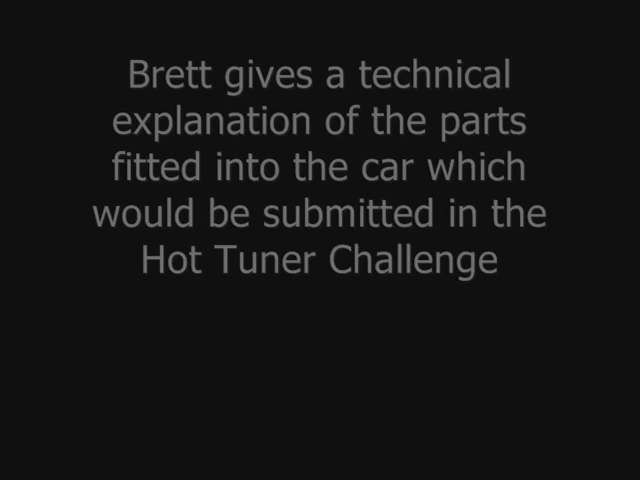 Brett gives a technical
explanation of the parts
fitted into the car which
would be submitted in the
Hot Tuner Challenge